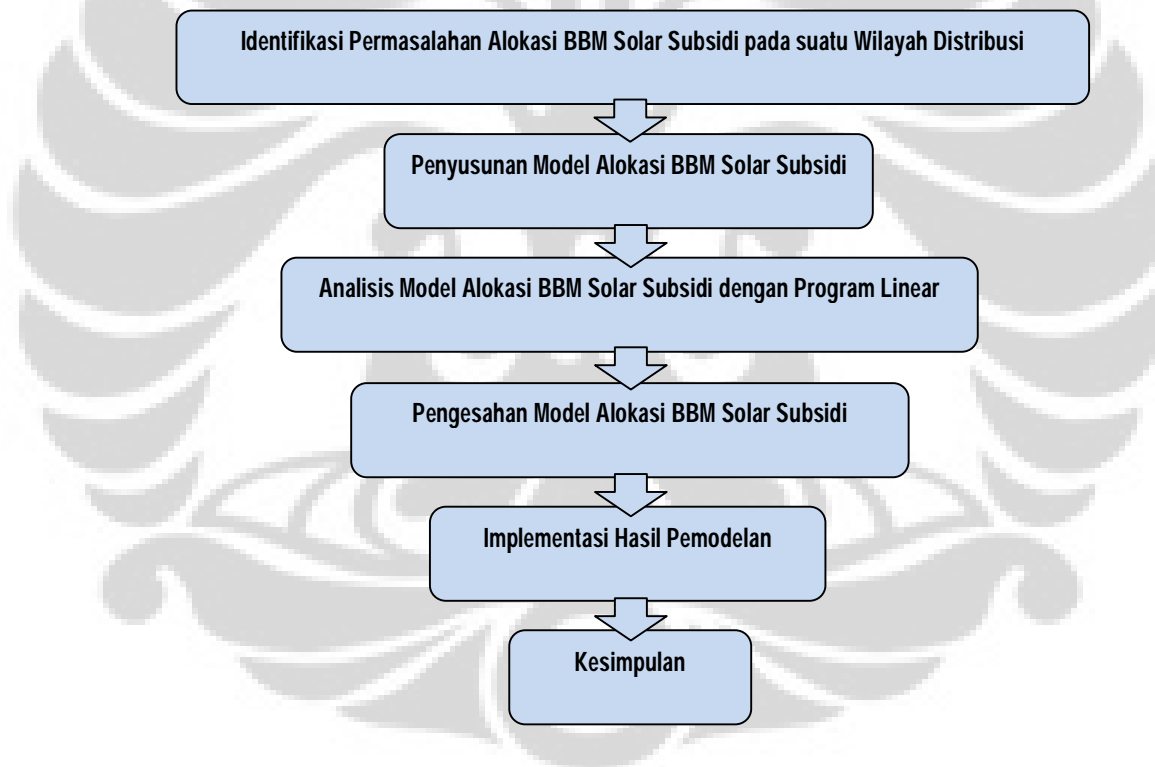 Identifikasi Permasalahan Alokasi BBM Solar Subsidi pada suatu Wilayah Distribusi
Penyusunan Model Alokasi BBM Solar Subsidi
Analisis Model Alokasi BBM Solar Subsidi dengan Program Linear
Pengesahan Model Alokasi BBM Solar Subsidi
Implementasi Hasil Pemodelan
Kesimpulan